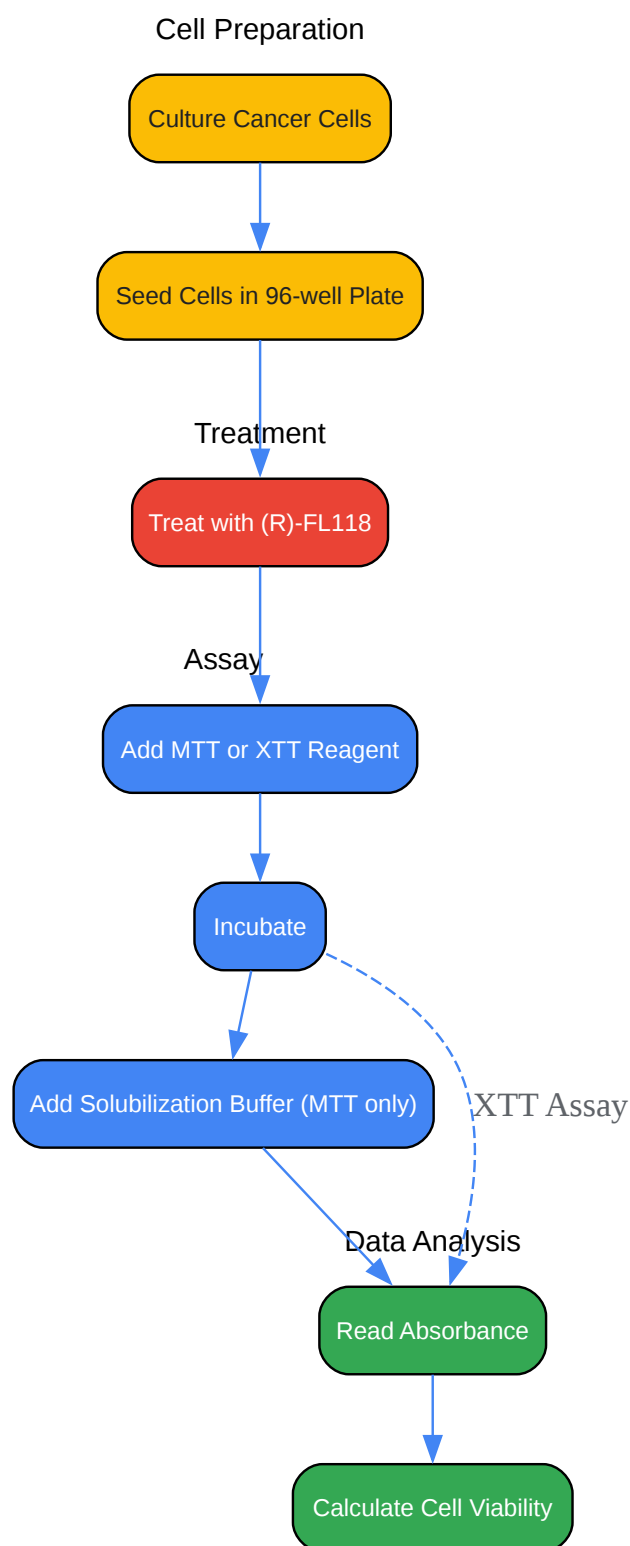 Cell Preparation
Culture Cancer Cells
Seed Cells in 96-well Plate
Treatment
Treat with (R)-FL118
Assay
Add MTT or XTT Reagent
Incubate
Add Solubilization Buffer (MTT only)
XTT Assay
Data Analysis
Read Absorbance
Calculate Cell Viability